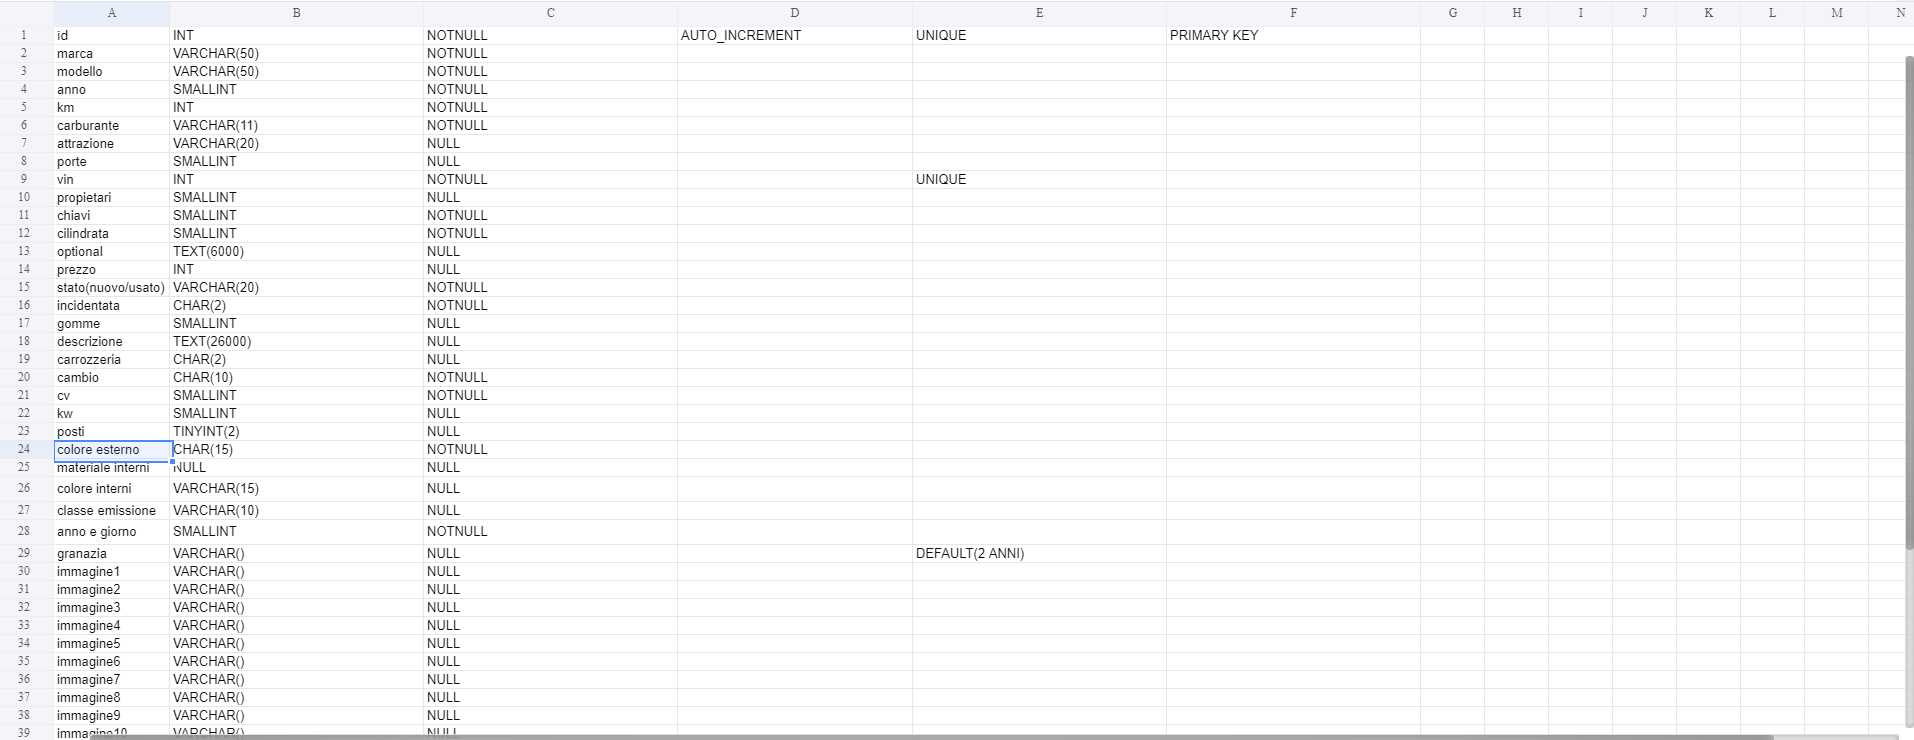 A B C D E F G H I J K L M N
1 id INT NOTNULL AUTO_INCREMENT UNIQUE PRIMARY KEY
2 marca VARCHAR(50) NOTNULL
3 modello VARCHAR(50) NOTNULL
4 anno SMALLINT NOTNULL
5 km INT NOTNULL
6 carburante VARCHAR(11) NOTNULL
7 attrazione VARCHAR(20) NULL
8 porte SMALLINT NULL
9 vin INT NOTNULL UNIQUE
10 propietari SMALLINT NULL
11 chiavi SMALLINT NOTNULL
12 cilindrata SMALLINT NOTNULL
13 optional TEXT(6000) NULL
14 prezzo INT NULL
15 stato(nuovo/usato) VARCHAR(20) NOTNULL
16 incidentata CHAR(2) NOTNULL
17 gomme SMALLINT NULL
18 descrizione TEXT(26000) NULL
19 carrozzeria CHAR(2) NULL
20 cambio CHAR(10) NOTNULL
21 cv SMALLINT NOTNULL
22 kw SMALLINT NULL
23 posti TINYINT(2) NULL
24 colore esterno CHAR(15) NOTNULL
25 materiale interni NULL NULL
26 colore interni VARCHAR(15) NULL
27 classe emissione VARCHAR(10) NULL
28 anno e giorno SMALLINT NOTNULL
29 granazia VARCHAR() NULL DEFAULT(2 ANNI)
30 immagine1 VARCHAR() NULL
31 immagine2 VARCHAR() NULL
32 immagine3 VARCHAR() NULL
33 immagine4 VARCHAR() NULL
34 immagine5 VARCHAR() NULL
35 immagine6 VARCHAR() NULL
36 immagine7 VARCHAR() NULL
37 immagine8 VARCHAR() NULL
38 immagine9 VARCHAR() NULL
39 immagine10 VARCHAR() NULL